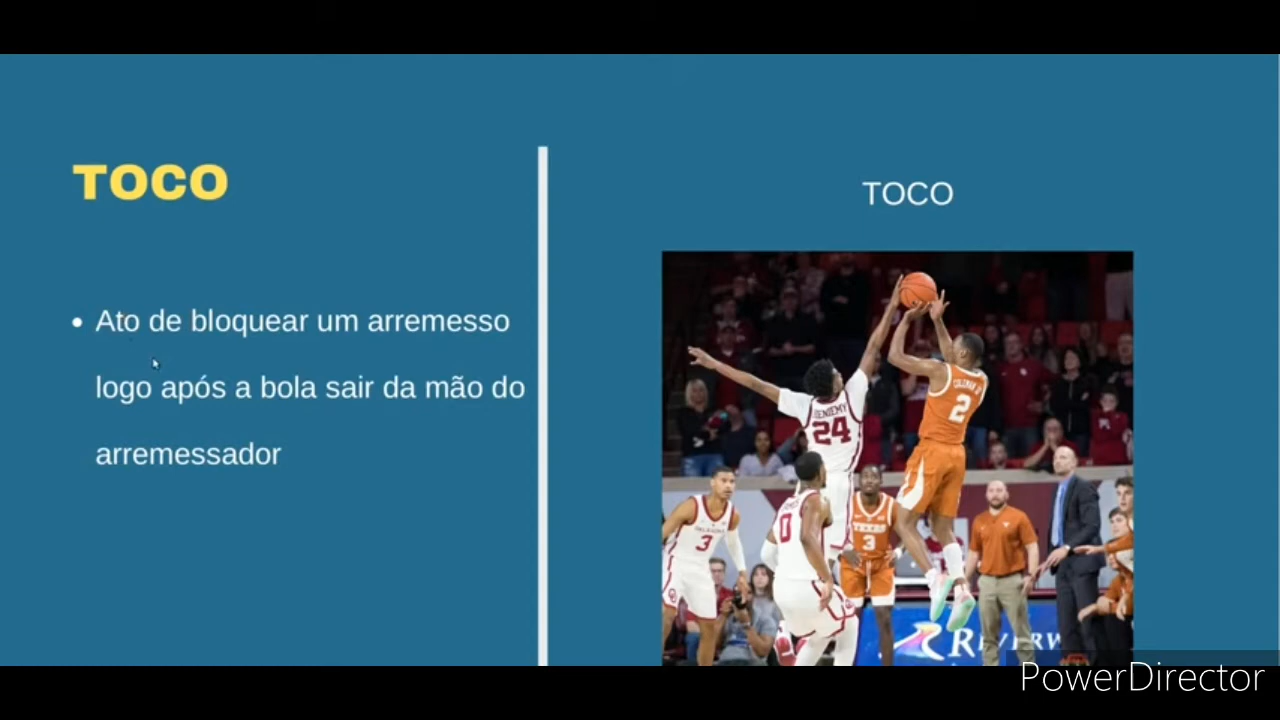 TOCO
Ato de bloquear um arremesso
logo após a bola sair da mão do
arremessador
TOCO
24
2
0
3
TEXAS
3
PowerDirector